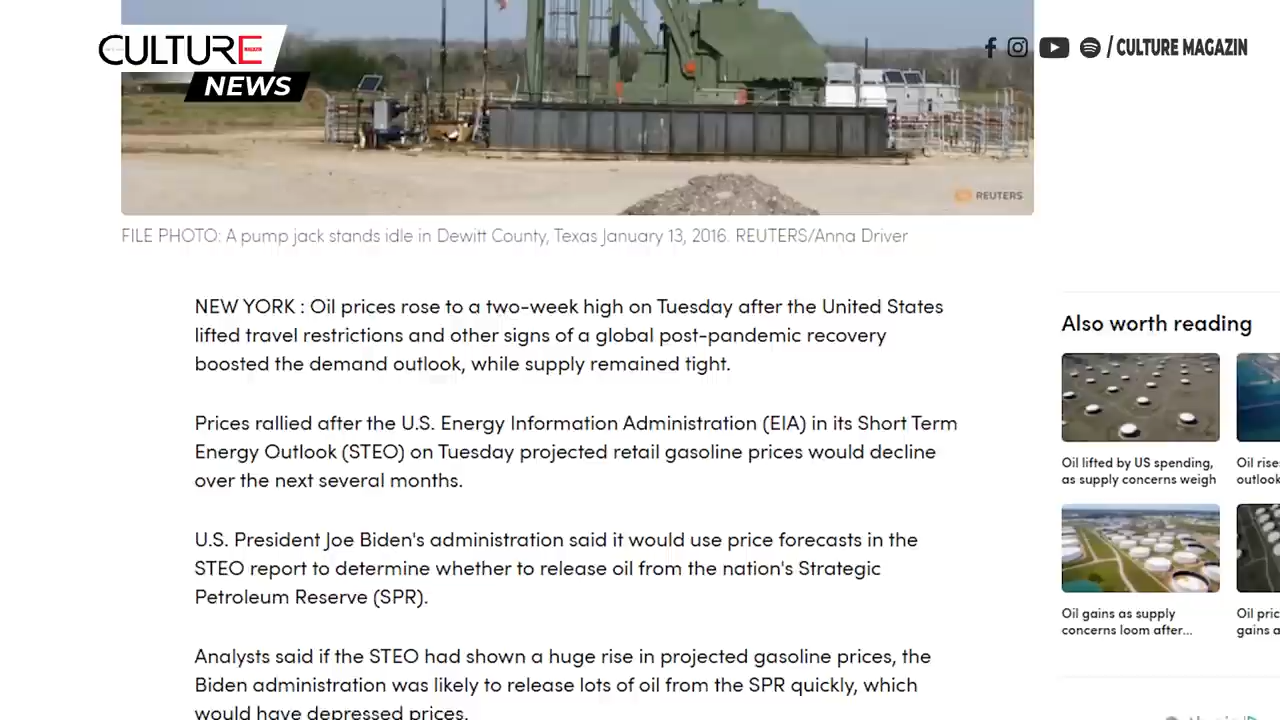 CULTURE
NEWS
/ CULTURE MAGAZIN
REUTERS
FILE PHOTO: A pump jack stands idle in Dewitt County, Texas January 13, 2016. REUTERS/Anna Driver
NEW YORK : Oil prices rose to a two-week high on Tuesday after the United States
lifted travel restrictions and other signs of a global post-pandemic recovery
boosted the demand outlook, while supply remained tight.
Prices rallied after the U.S. Energy Information Administration (EIA) in its Short Term
Energy Outlook (STEO) on Tuesday projected retail gasoline prices would decline
over the next several months.
U.S. President Joe Biden's administration said it would use price forecasts in the
STEO report to determine whether to release oil from the nation's Strategic
Petroleum Reserve (SPR).
Analysts said if the STEO had shown a huge rise in projected gasoline prices, the
Biden administration was likely to release lots of oil from the SPR quickly, which
would have depressed prices.
Also worth reading
Oil lifted by US spending,
as supply concerns weigh
Oil rise
outlook
Oil gains as supply
concerns loom after...
Oil pric
gains a